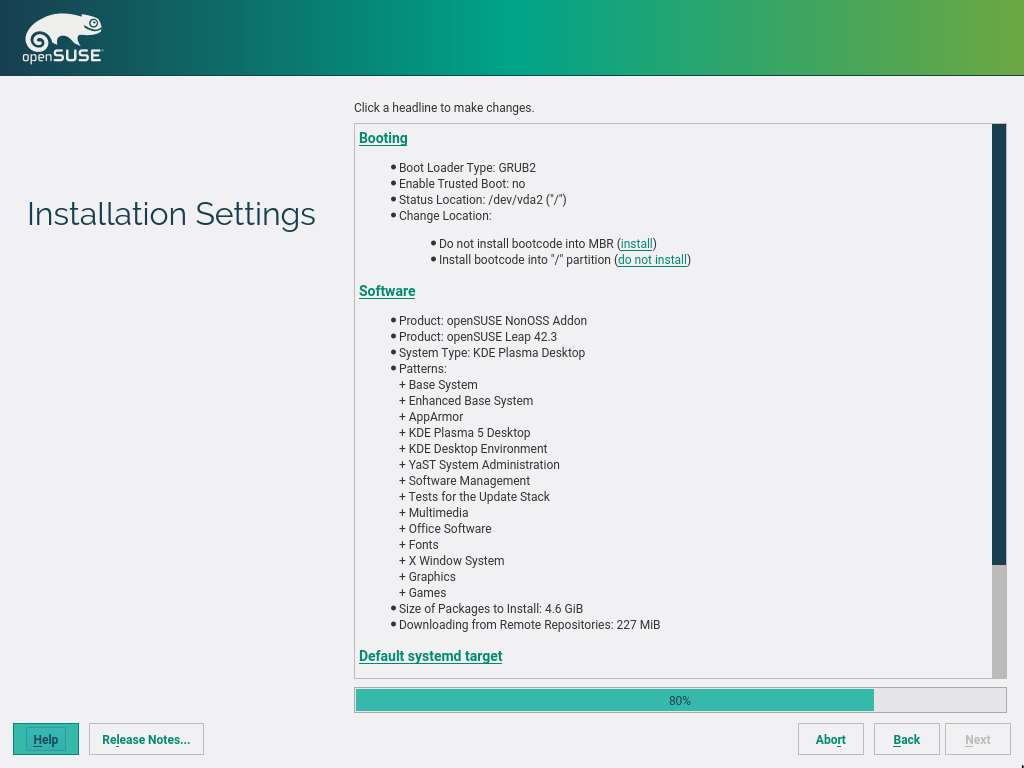 openSUSE
Click a headline to make changes.
Installation Settings
Booting
Boot Loader Type: GRUB2
Enable Trusted Boot: no
Status Location: /dev/vda2 ("/")
Change Location:
Do not install bootcode into MBR (install)
Install bootcode into "/" partition (do not install)
Software
Product: openSUSE NonOSS Addon
Product: openSUSE Leap 42.3
System Type: KDE Plasma Desktop
Patterns:
+ Base System
+ Enhanced Base System
+ AppArmor
+ KDE Plasma 5 Desktop
+ KDE Desktop Environment
+ YaST System Administration
+ Software Management
+ Tests for the Update Stack
+ Multimedia
+ Office Software
+ Fonts
+ X Window System
+ Graphics
+ Games
Size of Packages to Install: 4.6 GiB
Downloading from Remote Repositories: 227 MiB
Default systemd target
80%
Help
Release Notes...
Abort
Back
Next